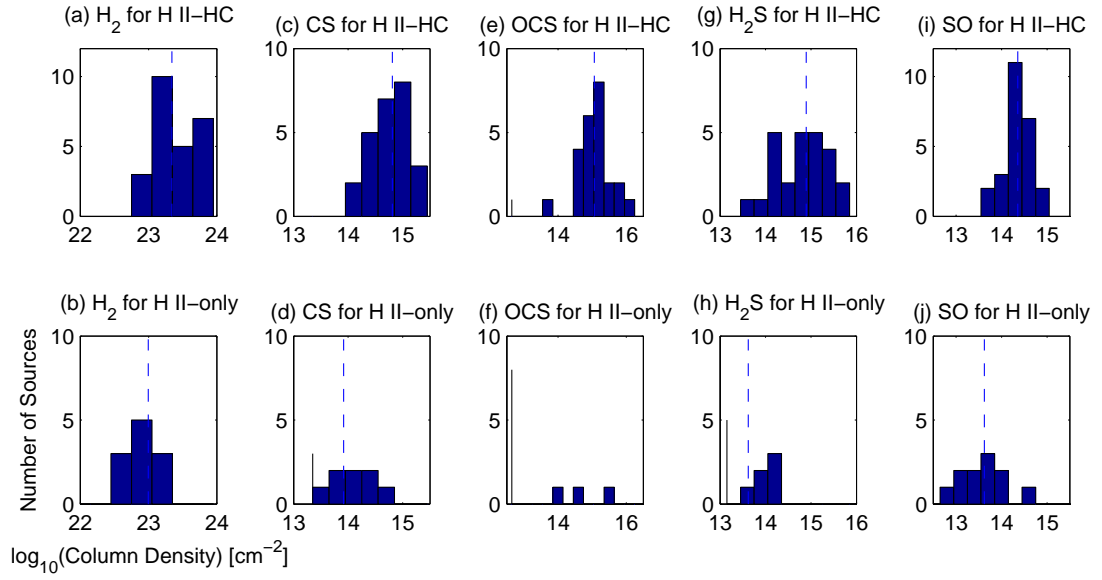 (a) H₂ for H II−HC
(c) CS for H II−HC
(e) OCS for H II−HC
(g) H₂S for H II−HC
(i) SO for H II−HC
10
5
0
22 23 24
10
5
0
13 14 15
10
5
0
14 15 16
10
5
0
13 14 15 16
10
5
0
13 14 15
(b) H₂ for H II−only
(d) CS for H II−only
(f) OCS for H II−only
(h) H₂S for H II−only
(j) SO for H II−only
Number of Sources
10
5
0
22 23 24
10
5
0
13 14 15
10
5
0
14 15 16
10
5
0
13 14 15 16
10
5
0
13 14 15
log₁₀(Column Density) [cm⁻²]